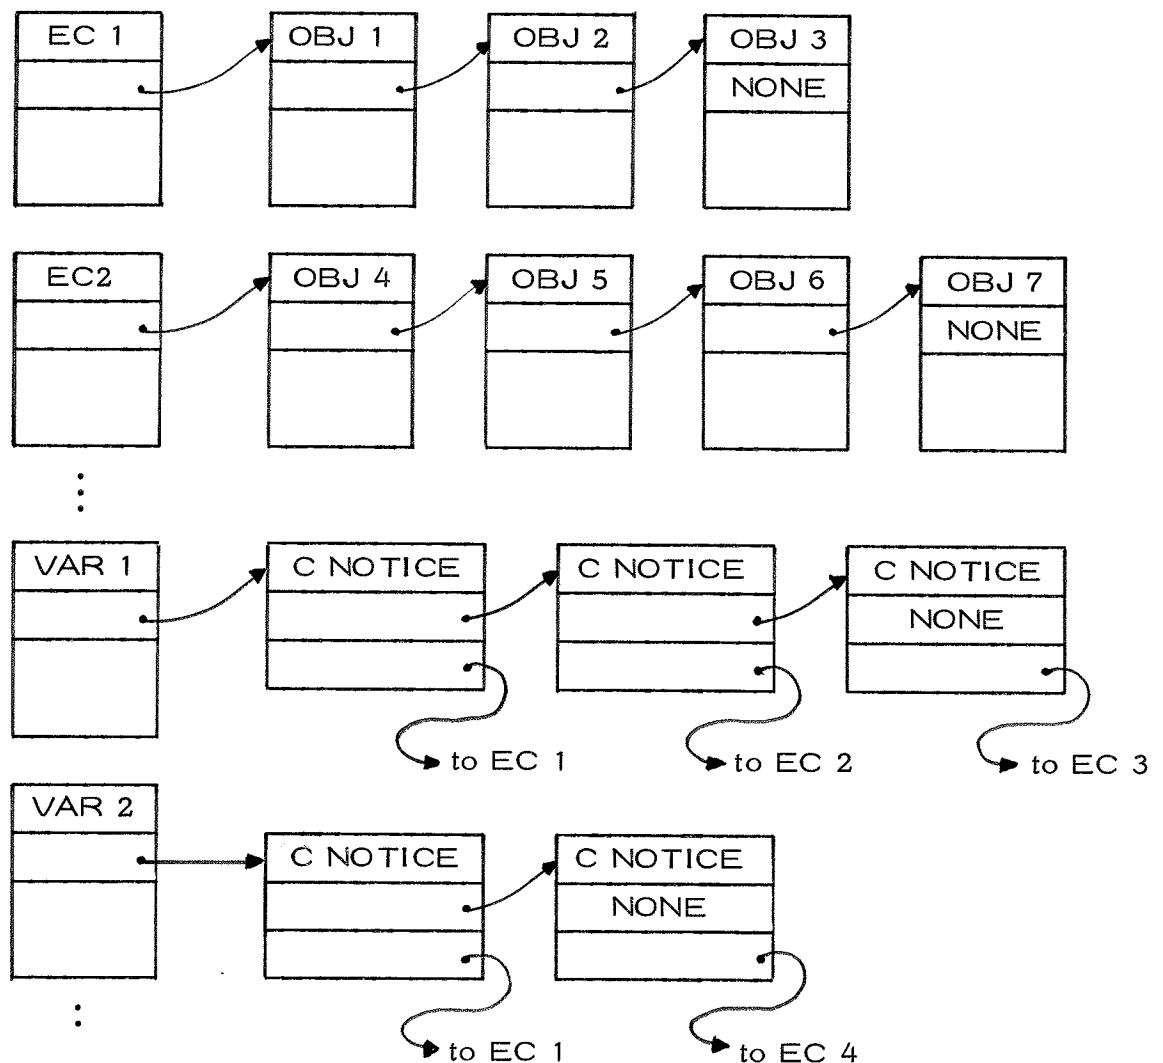 EC 1
OBJ 1
OBJ 2
OBJ 3
NONE
EC2
OBJ 4
OBJ 5
OBJ 6
OBJ 7
NONE
VAR 1
C NOTICE
C NOTICE
C NOTICE
NONE
to EC 1
to EC 2
to EC 3
VAR 2
C NOTICE
C NOTICE
NONE
to EC 1
to EC 4